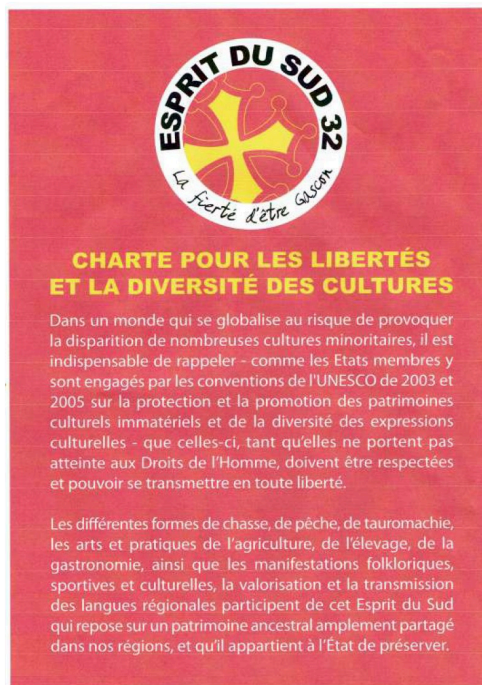 ESPRIT DU SUD 32
La fierté d'être Gascon
CHARTE POUR LES LIBERTÉS
ET LA DIVERSITÉ DES CULTURES
Dans un monde qui se globalise au risque de provoquer
la disparition de nombreuses cultures minoritaires, il est
indispensable de rappeler - comme les Etats membres y
sont engagés par les conventions de l'UNESCO de 2003 et
2005 sur la protection et la promotion des patrimoines
culturels immatériels et de la diversité des expressions
culturelles - que celles-ci, tant qu'elles ne portent pas
atteinte aux Droits de l'Homme, doivent être respectées
et pouvoir se transmettre en toute liberté.
Les différentes formes de chasse, de pêche, de tauromachie,
les arts et pratiques de l'agriculture, de l'élevage, de la
gastronomie, ainsi que les manifestations folkloriques,
sportives et culturelles, la valorisation et la transmission
des langues régionales participent de cet Esprit du Sud
qui repose sur un patrimoine ancestral amplement partagé
dans nos régions, et qu'il appartient à l'État de préserver.